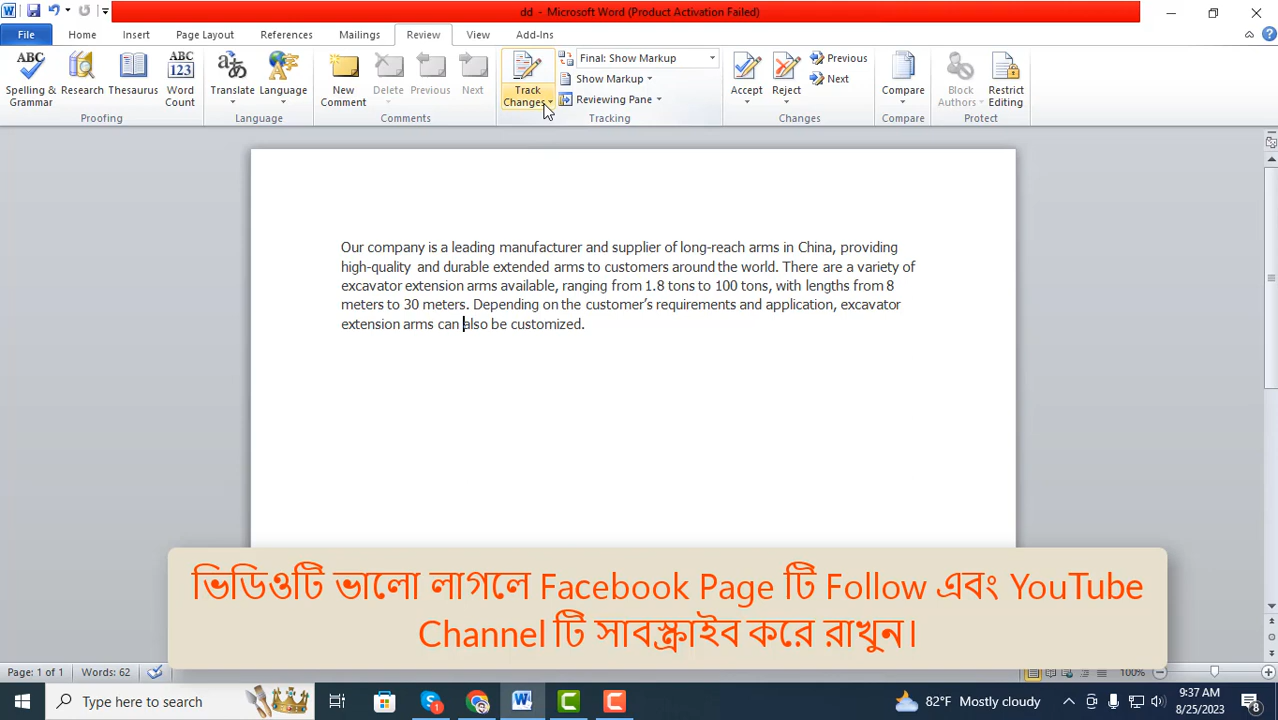 dd - Microsoft Word (Product Activation Failed)
File Home Insert Page Layout References Mailings Review View Add-Ins
Spelling & Grammar
Research
Thesaurus
Word Count
Proofing
Translate
Language
Language
New Comment
Delete
Previous
Next
Comments
Track Changes
Final: Show Markup
Show Markup
Reviewing Pane
Tracking
Accept
Reject
Previous
Next
Changes
Compare
Compare
Block Authors
Restrict Editing
Protect
Our company is a leading manufacturer and supplier of long-reach arms in China, providing
high-quality and durable extended arms to customers around the world. There are a variety of
excavator extension arms available, ranging from 1.8 tons to 100 tons, with lengths from 8
meters to 30 meters. Depending on the customer’s requirements and application, excavator
extension arms can also be customized.
ভিডিওটি ভালো লাগলে Facebook Page টি Follow এবং YouTube
Channel টি সাবস্ক্রাইব করে রাখুন।
Page: 1 of 1 Words: 62 100%
Type here to search
82°F Mostly cloudy
9:37 AM
8/25/2023
8